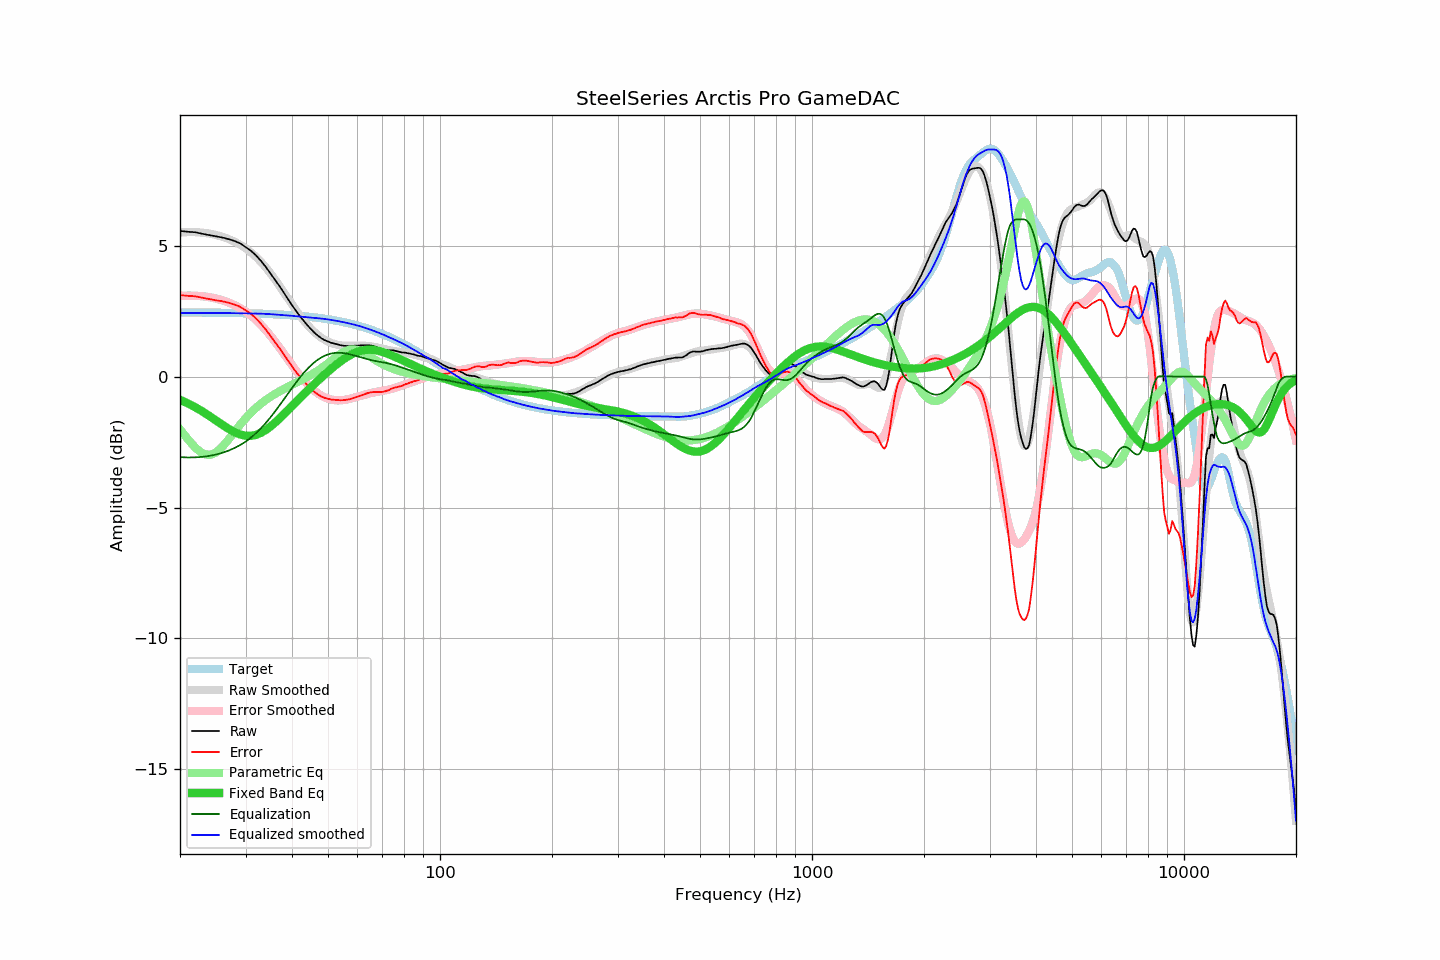 SteelSeries Arctis Pro GameDAC
Amplitude (dBr)
5
0
−5
−10
−15
Target
Raw Smoothed
Error Smoothed
Raw
Error
Parametric Eq
Fixed Band Eq
Equalization
Equalized smoothed
100
1000
10000
Frequency (Hz)